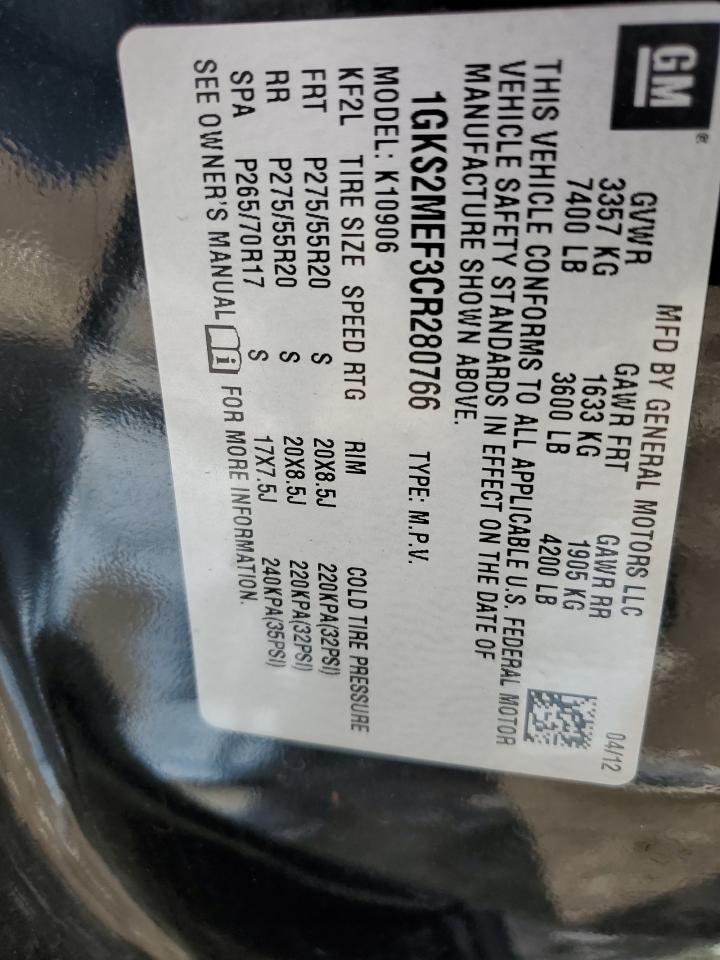 GM®
MFD BY GENERAL MOTORS LLC 04/12
GVWR GAWR FRT GAWR RR
3357 KG 1633 KG 1905 KG
7400 LB 3600 LB 4200 LB
THIS VEHICLE CONFORMS TO ALL APPLICABLE U.S. FEDERAL MOTOR
VEHICLE SAFETY STANDARDS IN EFFECT ON THE DATE OF
MANUFACTURE SHOWN ABOVE.
1GKS2MEF3CR280766 TYPE: M.P.V.
MODEL: K10906
KF2L TIRE SIZE SPEED RTG RIM COLD TIRE PRESSURE
FRT P275/55R20 S 20X8.5J 220KPA(32PSI)
RR P275/55R20 S 20X8.5J 220KPA(32PSI)
SPA P265/70R17 S 17X7.5J 240KPA(35PSI)
SEE OWNER'S MANUAL i FOR MORE INFORMATION.